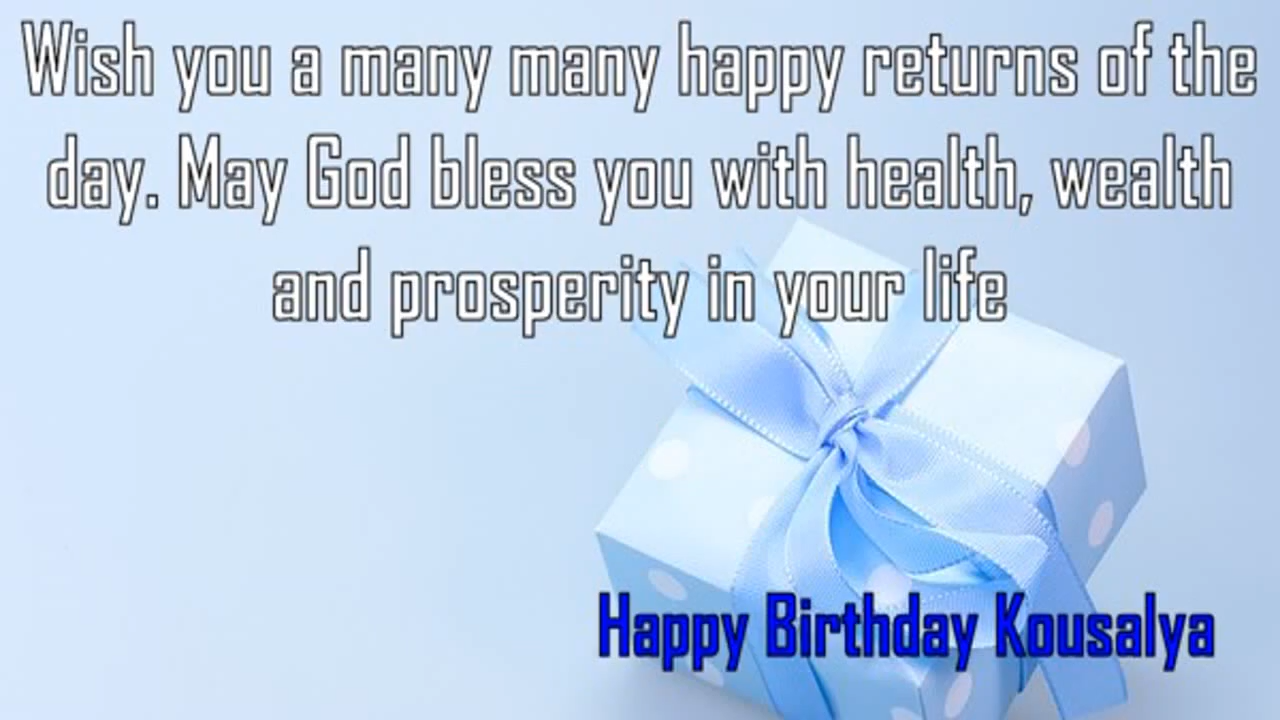 Wish you a many many happy returns of the
day. May God bless you with health, wealth
and prosperity in your life
Happy Birthday Kousalya